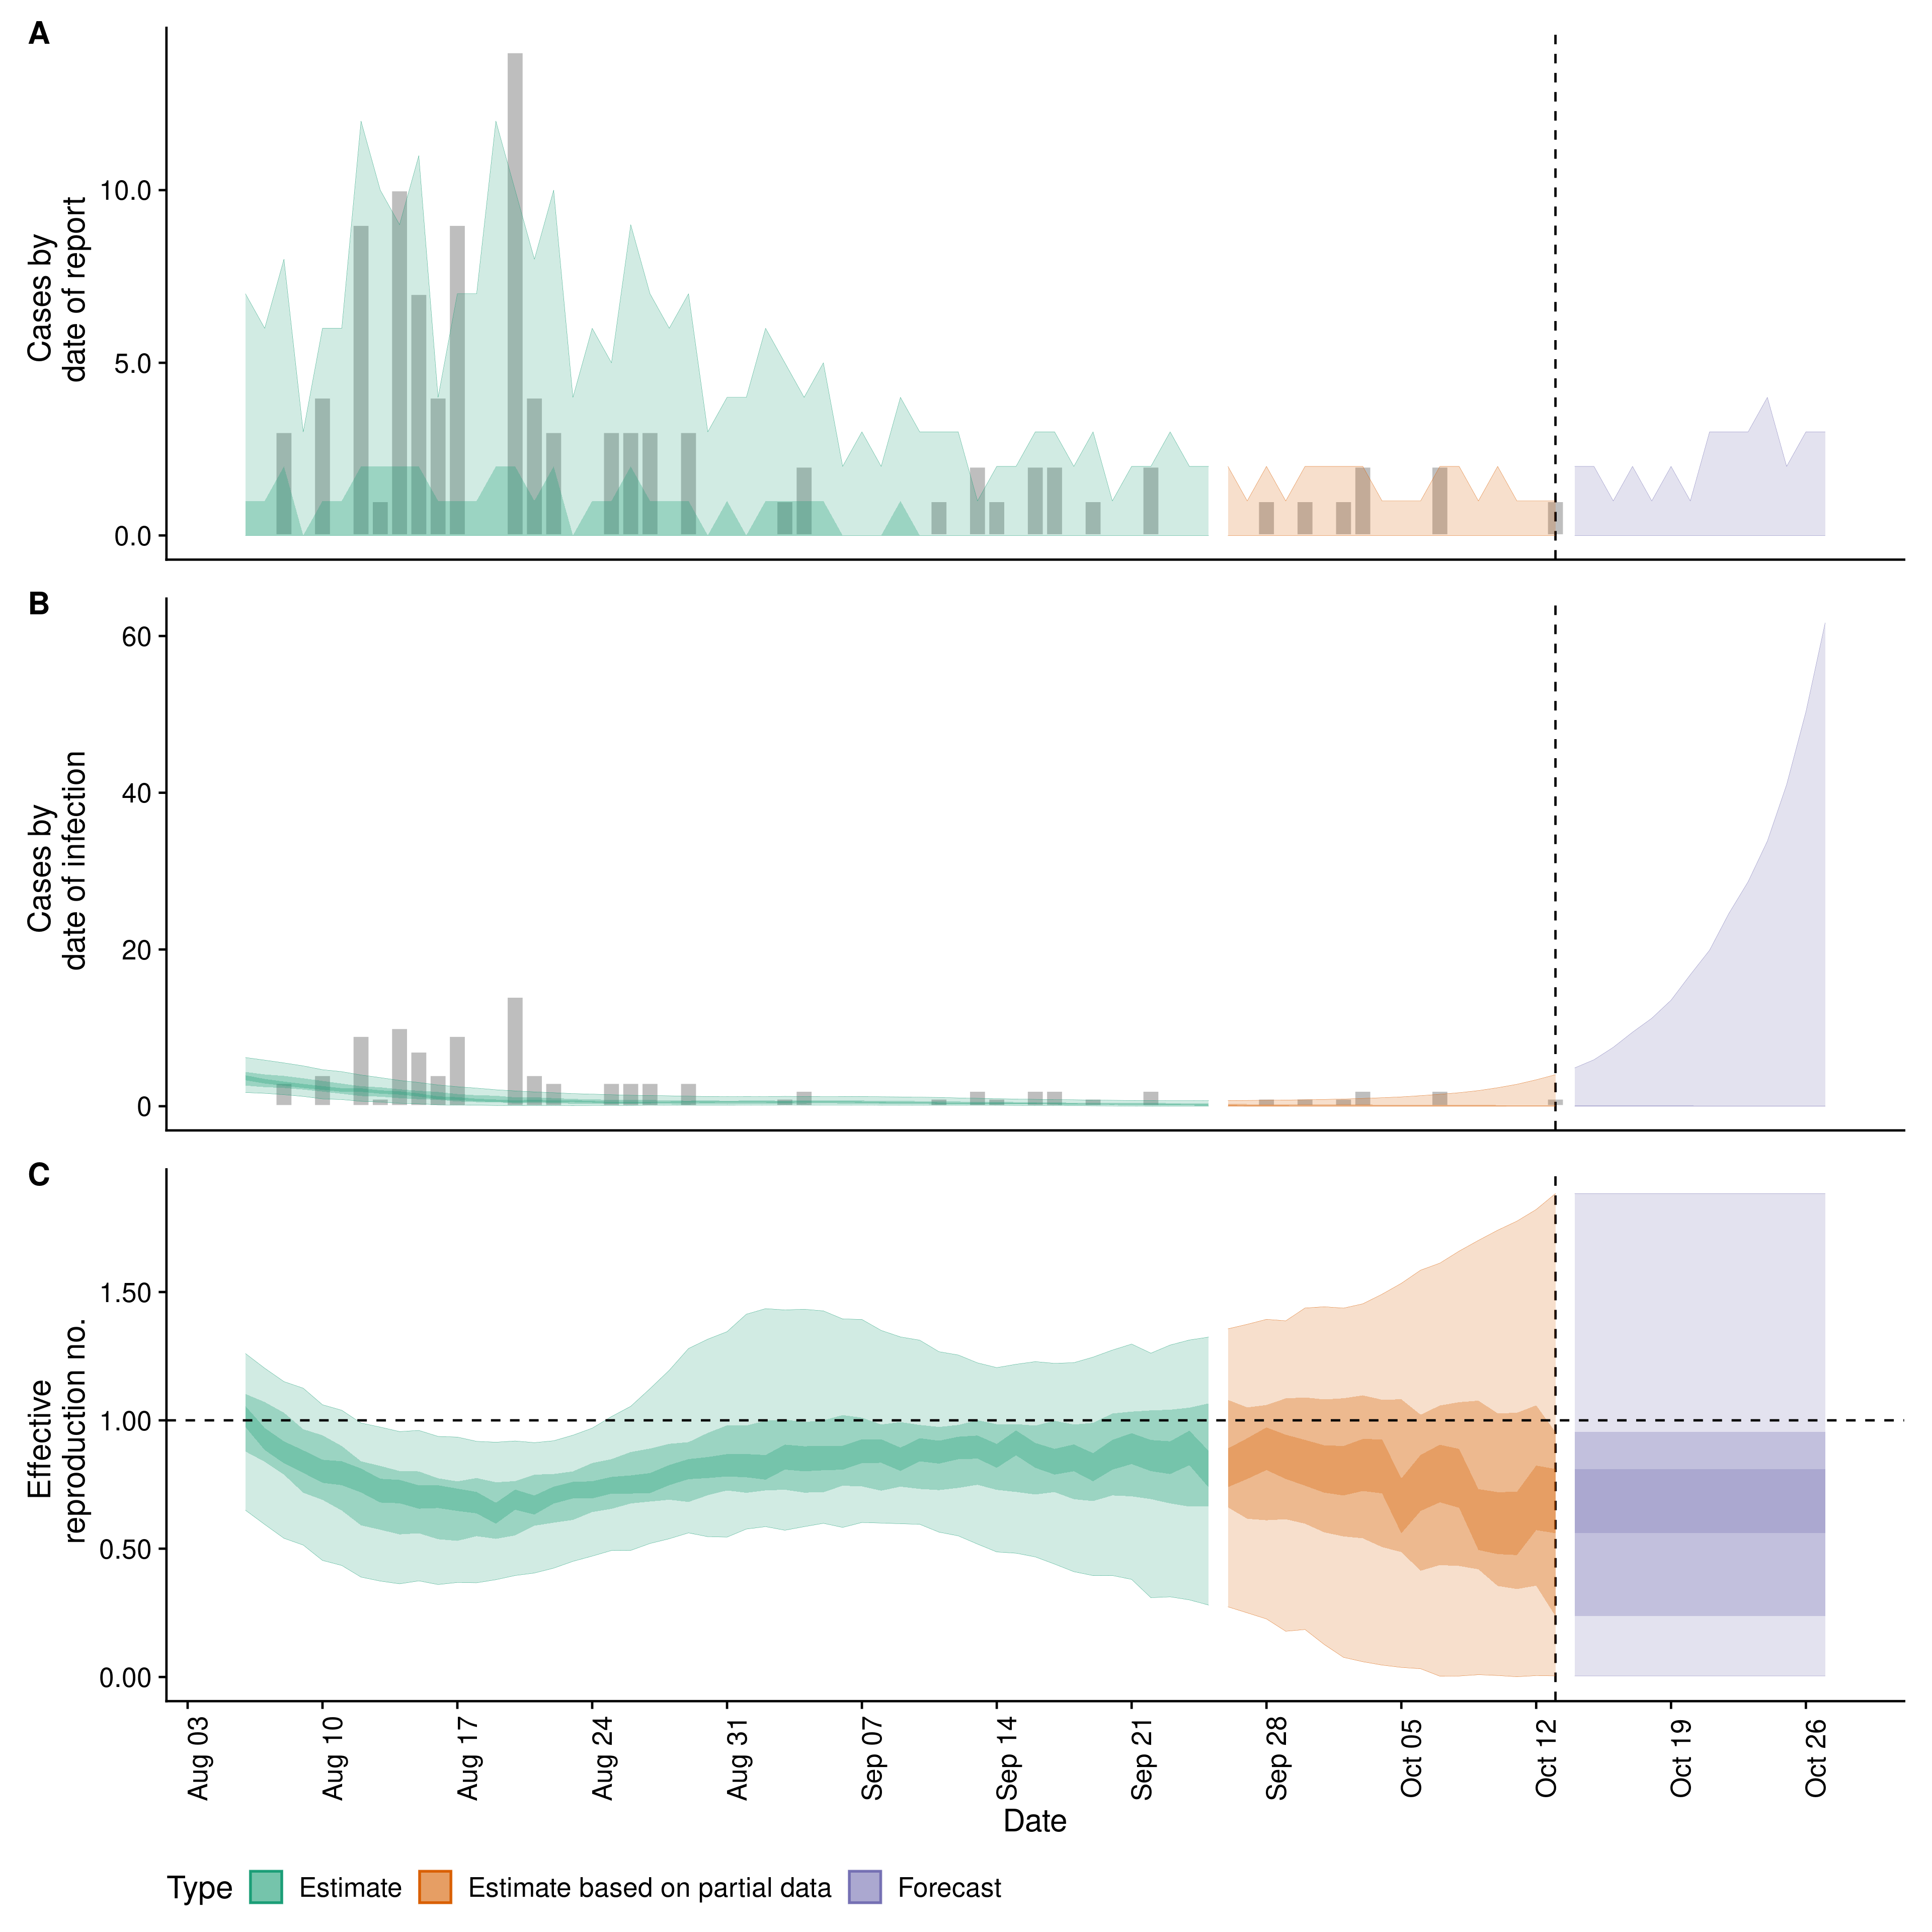 A
Cases by
date of report
10.0
5.0
0.0
B
Cases by
date of infection
60
40
20
0
C
Effective
reproduction no.
1.50
1.00
0.50
0.00
Aug 03
Aug 10
Aug 17
Aug 24
Aug 31
Sep 07
Sep 14
Sep 21
Sep 28
Oct 05
Oct 12
Oct 19
Oct 26
Date
Type Estimate Estimate based on partial data Forecast